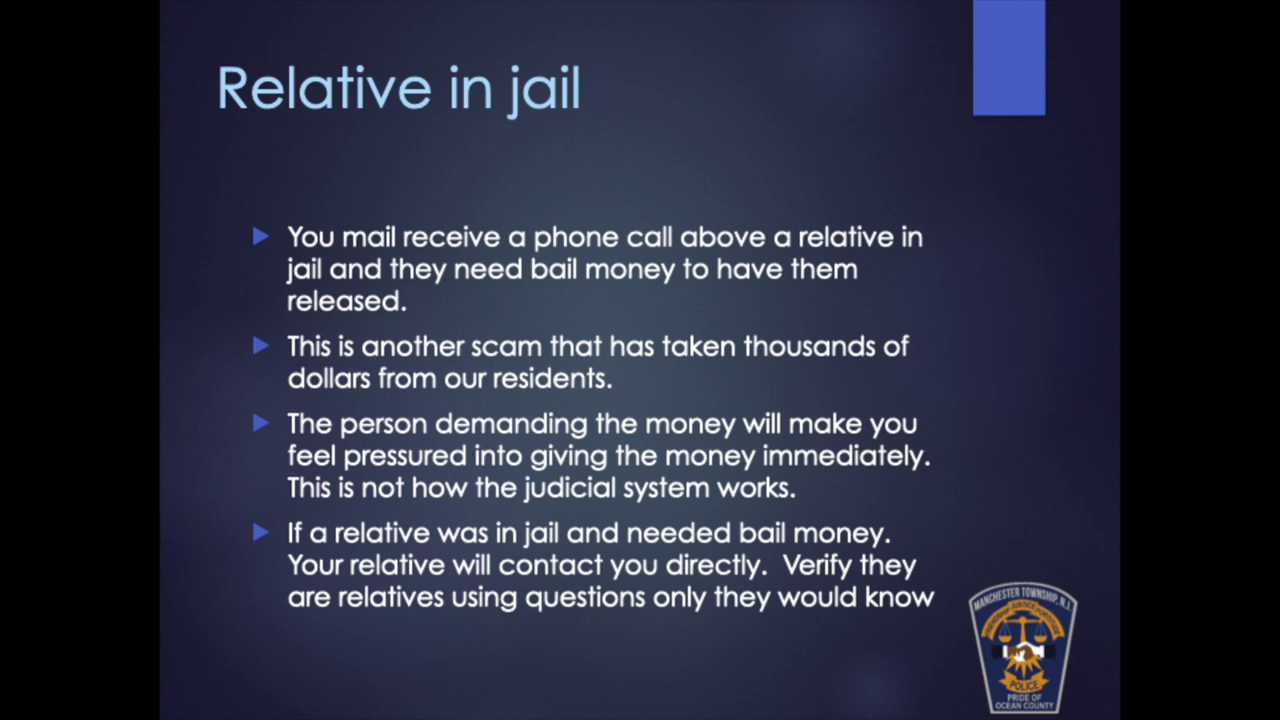 Relative in jail
You mail receive a phone call above a relative in
jail and they need bail money to have them
released.
This is another scam that has taken thousands of
dollars from our residents.
The person demanding the money will make you
feel pressured into giving the money immediately.
This is not how the judicial system works.
If a relative was in jail and needed bail money.
Your relative will contact you directly.  Verify they
are relatives using questions only they would know
MANCHESTER TOWNSHIP, N.J.
JUSTICE
POLICE
PRIDE OF
OCEAN COUNTY